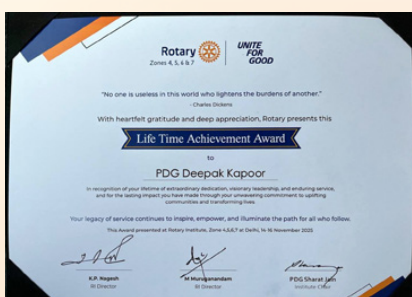 Rotary
Zones 4, 5, 6 & 7
UNITE
FOR
GOOD
"No one is useless in this world who lightens the burdens of another."
- Charles Dickens
With heartfelt gratitude and deep appreciation, Rotary presents this
Life Time Achievement Award
to
PDG Deepak Kapoor
In recognition of your lifetime of extraordinary dedication, visionary leadership, and enduring service,
and for the lasting impact you have made through your unwavering commitment to uplifting
communities and transforming lives.
Your legacy of service continues to inspire, empower, and illuminate the path for all who follow.
This Award presented at Rotary Institute, Zone 4,5,6,7 at Delhi, 14-16 November 2025
K.P. Nagesh
RI Director
M.Muruganandam
RI Director
PDG Sharat Jain
Institute Chair